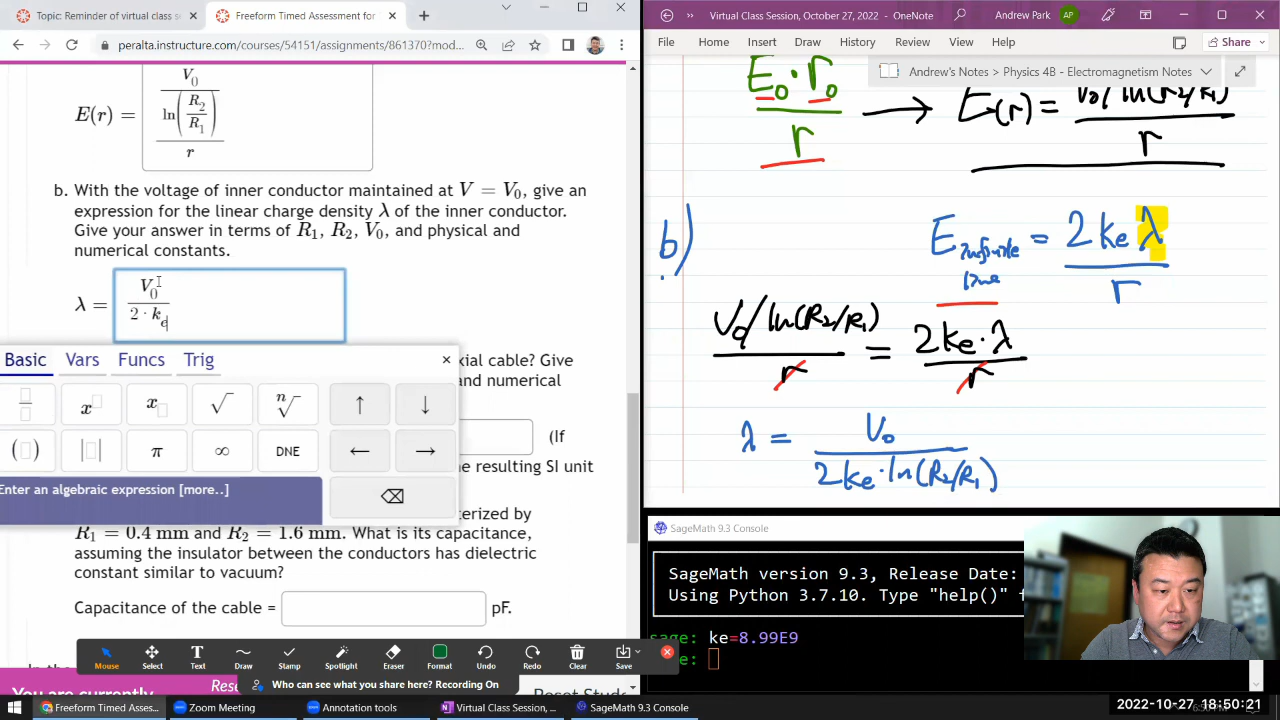 Topic: Reminder of virtual class s
Freeform Timed Assessment for
peralta.instructure.com/courses/54151/assignments/861370?mod...
E(r) = V0 / ln(R2/R1) / r
b. With the voltage of inner conductor maintained at V = V0, give an
expression for the linear charge density λ of the inner conductor.
Give your answer in terms of R1, R2, V0, and physical and
numerical constants.
λ = V0 / 2 · ke
Basic Vars Funcs Trig ×
xial cable? Give
and numerical
π ∞ DNE
(If
e resulting SI unit
Enter an algebraic expression [more..]
terized by
R1 = 0.4 mm and R2 = 1.6 mm. What is its capacitance,
assuming the insulator between the conductors has dielectric
constant similar to vacuum?
Capacitance of the cable = pF.
Mouse Select Text Draw Stamp Spotlight Eraser Format Undo Redo Clear Save
Who can see what you share here? Recording On
You are currently
Rese
Reset Stude
Virtual Class Session, October 27, 2022 - OneNote
Andrew Park AP
File Home Insert Draw History Review View Help Share
Andrew's Notes > Physics 4B - Electromagnetism Notes
E0 · r0 / r → E(r) = V0/ln(R2/R1) / r
b)
E infinite line = 2ke λ / r
V0/ln(R2/R1) / r = 2ke·λ / r
λ = V0 / 2ke·ln(R2/R1)
SageMath 9.3 Console
SageMath version 9.3, Release Date:
Using Python 3.7.10. Type "help()" f
sage: ke=8.99E9
e:
Freeform Timed Asses...
Zoom Meeting
Annotation tools
Virtual Class Session, ...
SageMath 9.3 Console
2022-10-27 18:50:21